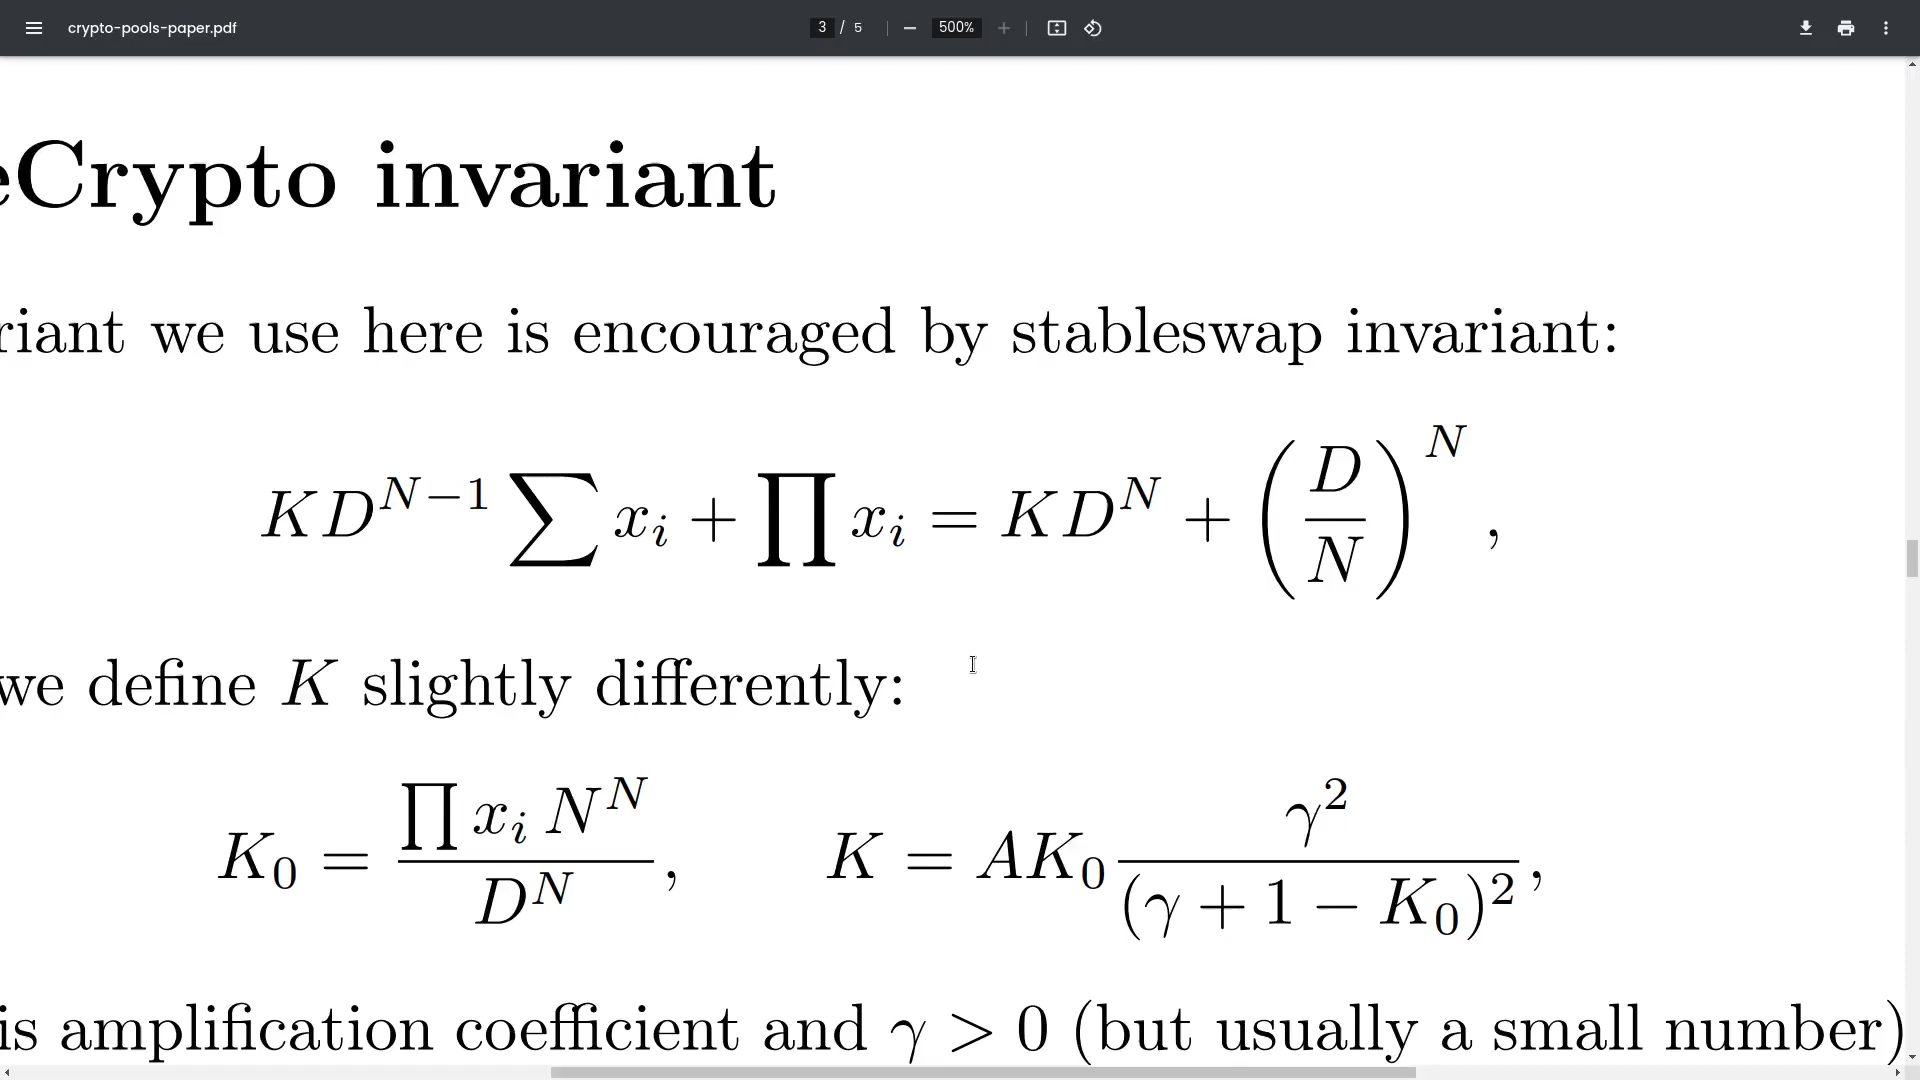 crypto-pools-paper.pdf
3 / 5
500%
eCrypto invariant
riant we use here is encouraged by stableswap invariant:
KD^{N−1} ∑ x_i + ∏ x_i = KD^N + (D/N)^N ,
we define K slightly differently:
K_0 = ∏ x_i N^N / D^N , K = AK_0 γ^2 / (γ + 1 − K_0)^2 ,
is amplification coefficient and γ > 0 (but usually a small number)